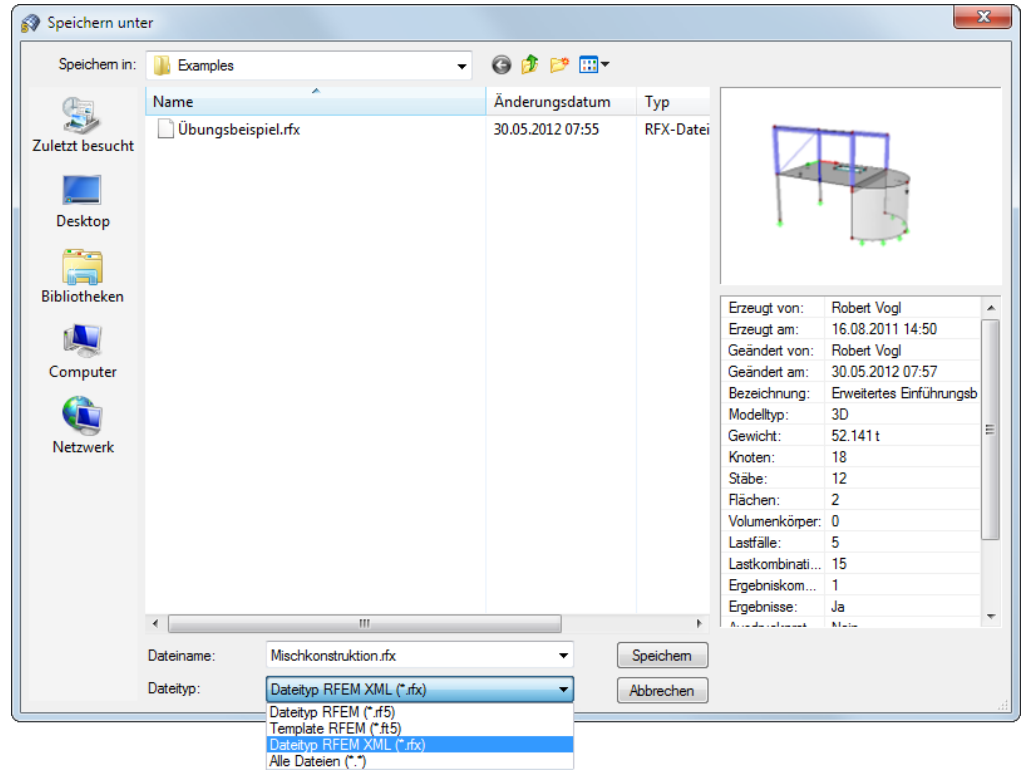 Speichern unter
Speichern in: Examples
Name Änderungsdatum Typ
Übungsbeispiel.rfx 30.05.2012 07:55 RFX-Datei
Zuletzt besucht
Desktop
Bibliotheken
Computer
Netzwerk
Erzeugt von: Robert Vogl
Erzeugt am: 16.08.2011 14:50
Geändert von: Robert Vogl
Geändert am: 30.05.2012 07:57
Bezeichnung: Erweitertes Einführungsb
Modelltyp: 3D
Gewicht: 52.141 t
Knoten: 18
Stäbe: 12
Flächen: 2
Volumenkörper: 0
Lastfälle: 5
Lastkombinati... 15
Ergebniskom... 1
Ergebnisse: Ja
Dateiname: Mischkonstruktion.rfx Speichern
Dateityp: Dateityp RFEM XML (*.rfx) Abbrechen
Dateityp RFEM (*.rf5)
Template RFEM (*.ft5)
Dateityp RFEM XML (*.rfx)
Alle Dateien (*.*)